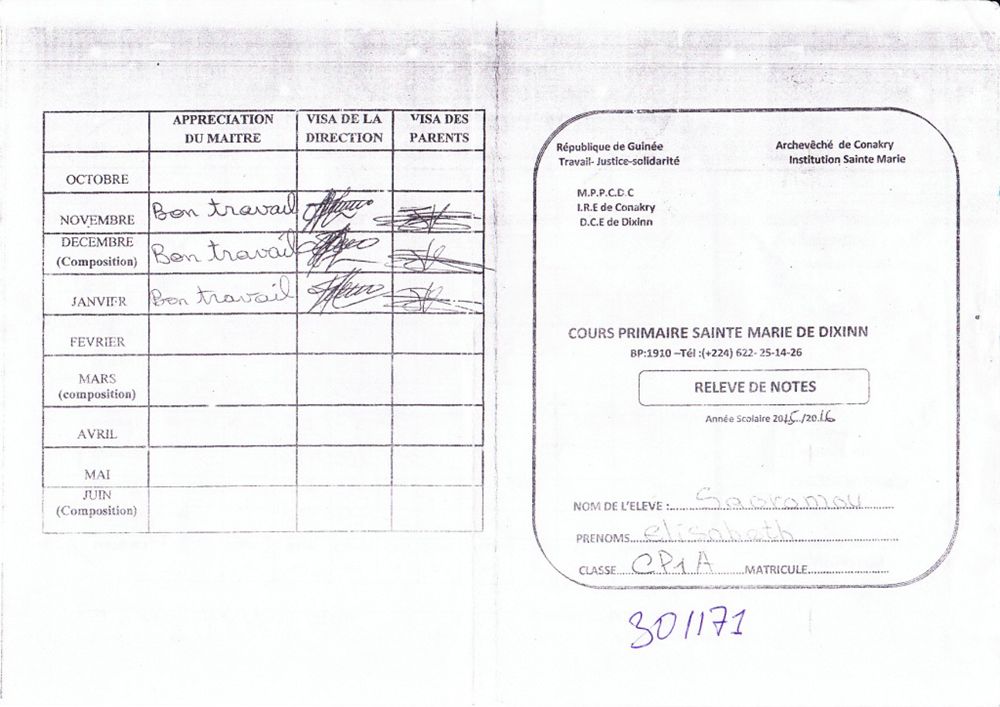 APPRECIATION DU MAITRE
VISA DE LA DIRECTION
VISA DES PARENTS
OCTOBRE
NOVEMBRE Bon travail
DECEMBRE (Composition) Bon travail
JANVIER Bon travail
FEVRIER
MARS (composition)
AVRIL
MAI
JUIN (Composition)
République de Guinée
Travail- Justice-solidarité
Archevêché de Conakry
Institution Sainte Marie
M.P.P.C.D.C
I.R.E de Conakry
D.C.E de Dixinn
COURS PRIMAIRE SAINTE MARIE DE DIXINN
BP:1910 –Tél :(+224) 622- 25-14-26
RELEVE DE NOTES
Année Scolaire 2015./2016
NOM DE L'ELEVE :
PRENOMS elisabeth
CLASSE CP1A MATRICULE
301171